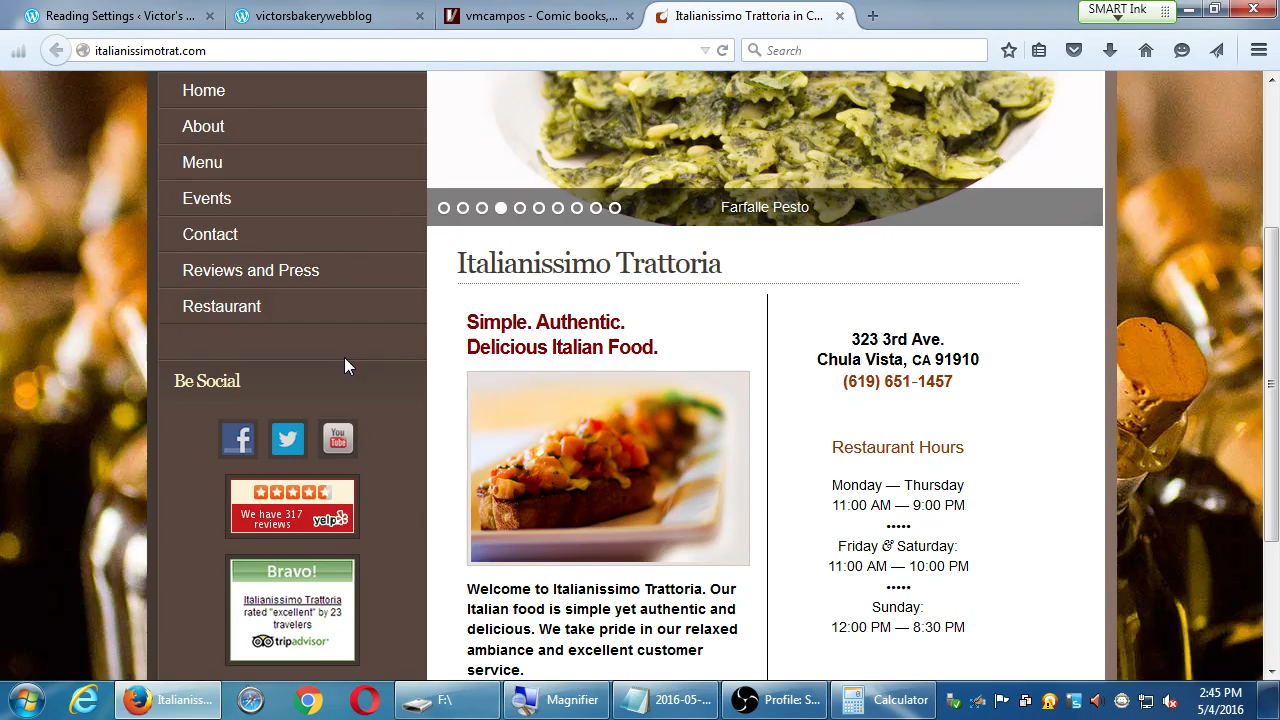 Reading Settings ‹ Victor's ...
victorsbakerywebblog
vmrcampos - Comic books,...
Italianissimo Trattoria in C...
SMART Ink
italianissimotrat.com
Search
Home
About
Menu
Events
Contact
Reviews and Press
Restaurant
Be Social
You
Tube
We have 317
reviews
yelp
Bravo!
Italianissimo Trattoria
rated "excellent" by 23
travelers
tripadvisor
Farfalle Pesto
Italianissimo Trattoria
Simple. Authentic.
Delicious Italian Food.
Welcome to Italianissimo Trattoria. Our
Italian food is simple yet authentic and
delicious. We take pride in our relaxed
ambiance and excellent customer
service.
323 3rd Ave.
Chula Vista, CA 91910
(619) 651-1457
Restaurant Hours
Monday — Thursday
11:00 AM — 9:00 PM
•••••
Friday & Saturday:
11:00 AM — 10:00 PM
•••••
Sunday:
12:00 PM — 8:30 PM
Italianiss...
F:\
Magnifier
2016-05-...
Profile: S...
Calculator
2:45 PM
5/4/2016